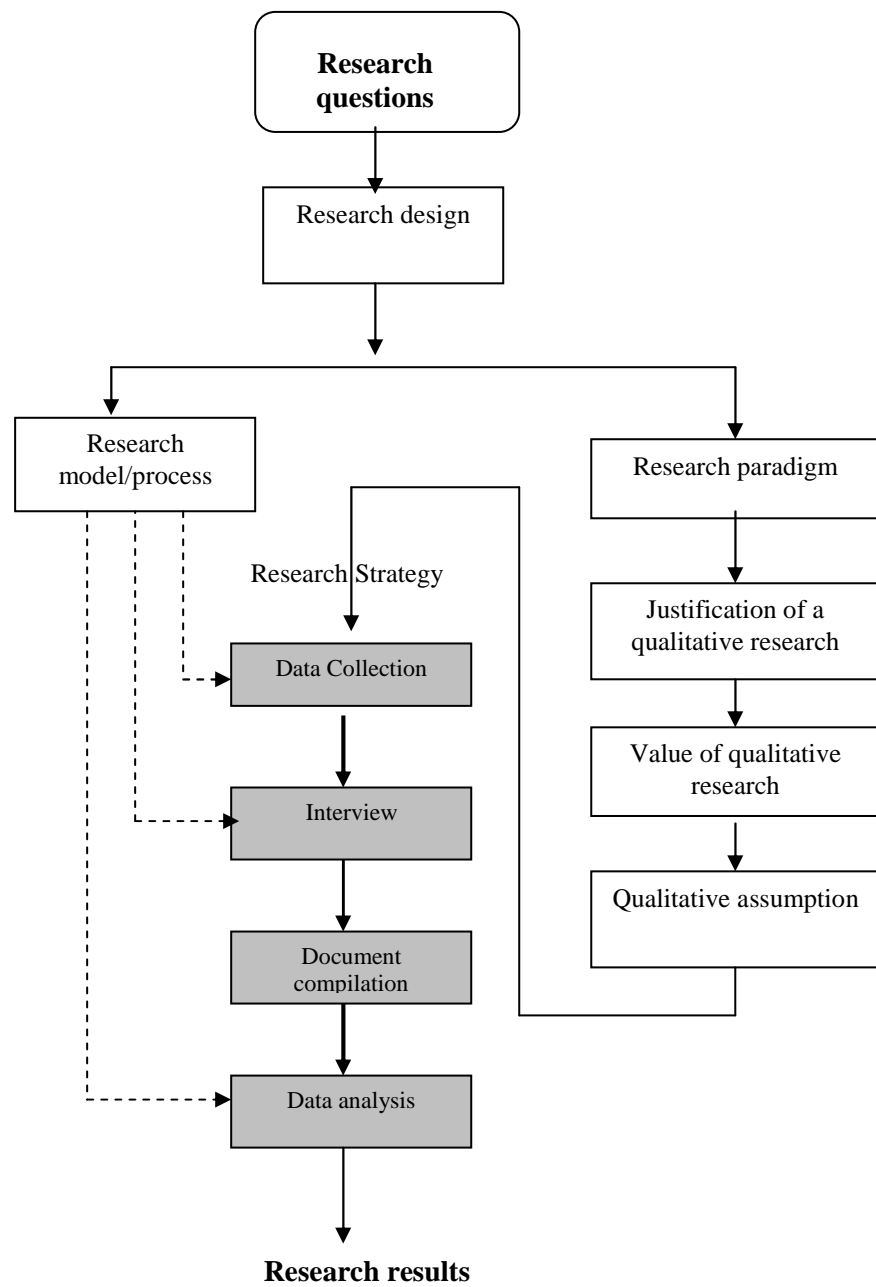 Research
questions
Research design
Research
model/process
Research paradigm
Research Strategy
Justification of a
qualitative research
Data Collection
Value of qualitative
research
Interview
Qualitative assumption
Document
compilation
Data analysis
Research results